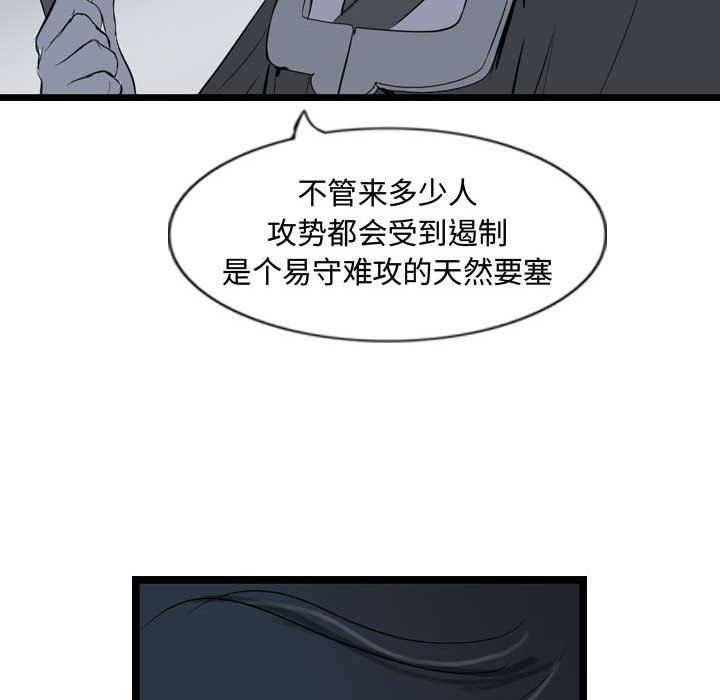 不管来多少人
攻势都会受到遏制
是个易守难攻的天然要塞